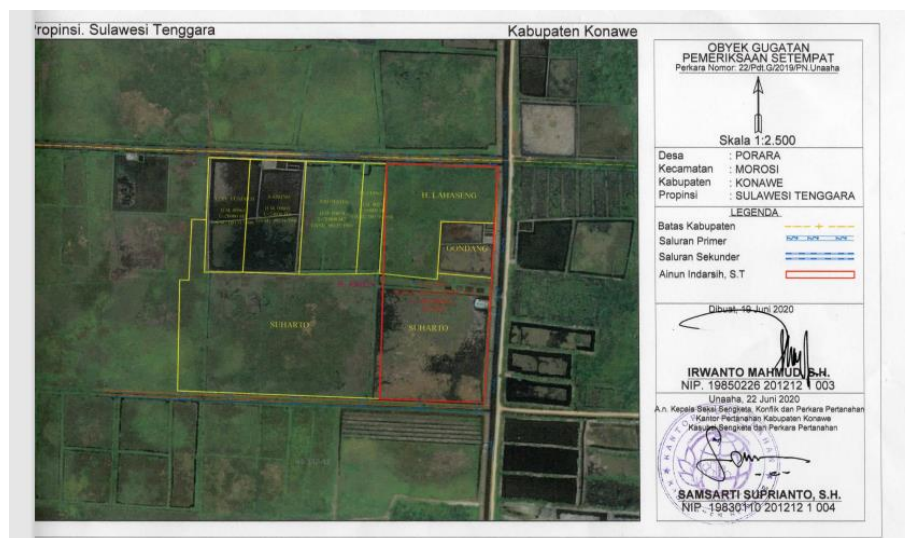 Propinsi. Sulawesi Tenggara
Kabupaten Konawe
H. LAHASENG
GONDANG
SUHARTO
SUHARTO
OBYEK GUGATAN
PEMERIKSAAN SETEMPAT
Perkara Nomor: 22/Pdt.G/2019/PN.Unaaha
Skala 1:2.500
Desa : PORARA
Kecamatan : MOROSI
Kabupaten : KONAWE
Propinsi : SULAWESI TENGGARA
LEGENDA
Batas Kabupaten
Saluran Primer
Saluran Sekunder
Ainun Indarsih, S.T
Dibuat, 19 Juni 2020
IRWANTO MAHMUD, S.H.
NIP. 19850226 201212 1 003
Unaaha, 22 Juni 2020
A.n. Kepala Seksi Sengketa, Konflik dan Perkara Pertanahan
Kantor Pertanahan Kabupaten Konawe
Kasubsi Sengketa dan Perkara Pertanahan
SAMSARTI SUPRIANTO, S.H.
NIP. 19830110 201212 1 004